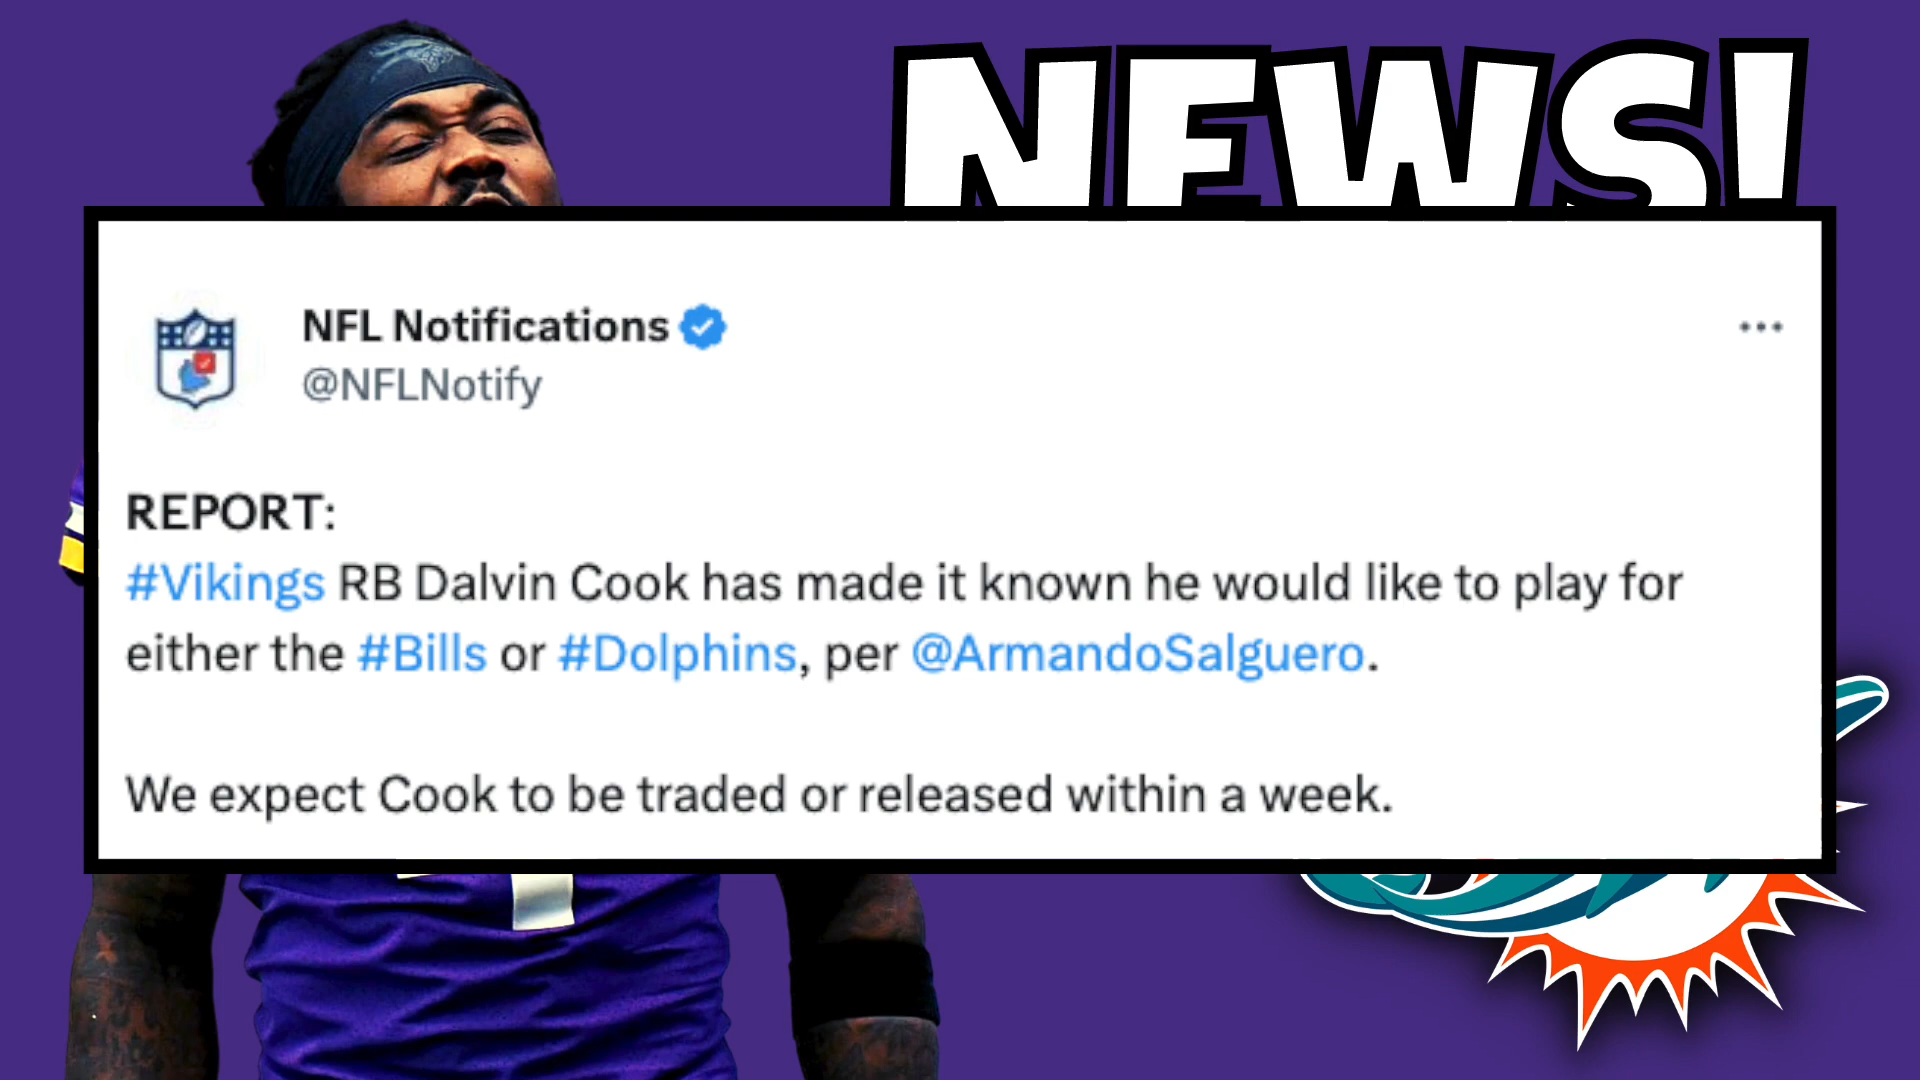 NEWS!
NFL Notifications
@NFLNotify
REPORT:
#Vikings RB Dalvin Cook has made it known he would like to play for
either the #Bills or #Dolphins, per @ArmandoSalguero.
We expect Cook to be traded or released within a week.